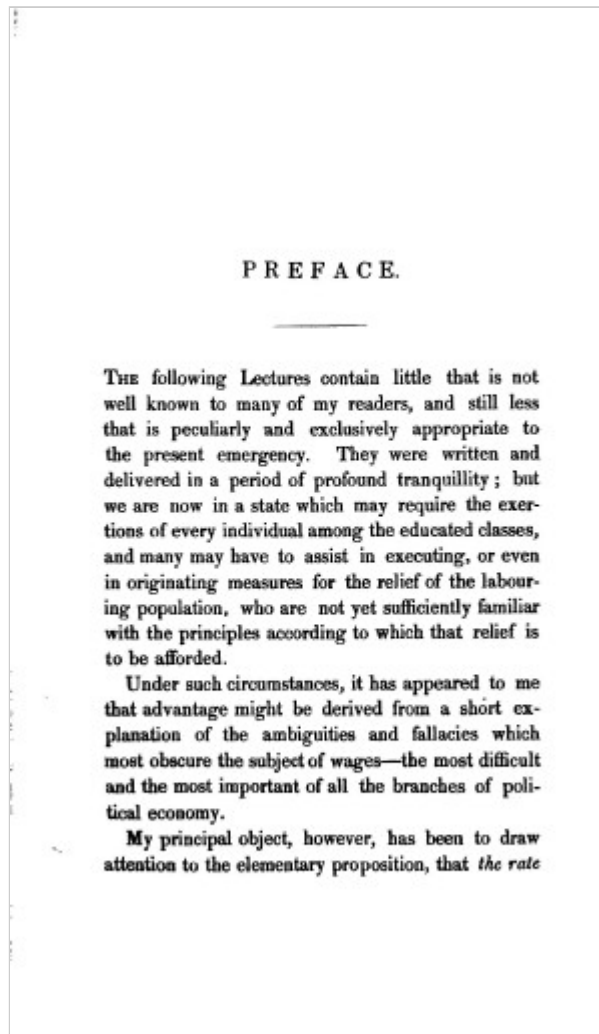 PREFACE.
THE following Lectures contain little that is not
well known to many of my readers, and still less
that is peculiarly and exclusively appropriate to
the present emergency. They were written and
delivered in a period of profound tranquillity; but
we are now in a state which may require the exer-
tions of every individual among the educated classes,
and many may have to assist in executing, or even
in originating measures for the relief of the labour-
ing population, who are not yet sufficiently familiar
with the principles according to which that relief is
to be afforded.
Under such circumstances, it has appeared to me
that advantage might be derived from a short ex-
planation of the ambiguities and fallacies which
most obscure the subject of wages—the most difficult
and the most important of all the branches of poli-
tical economy.
My principal object, however, has been to draw
attention to the elementary proposition, that the rate